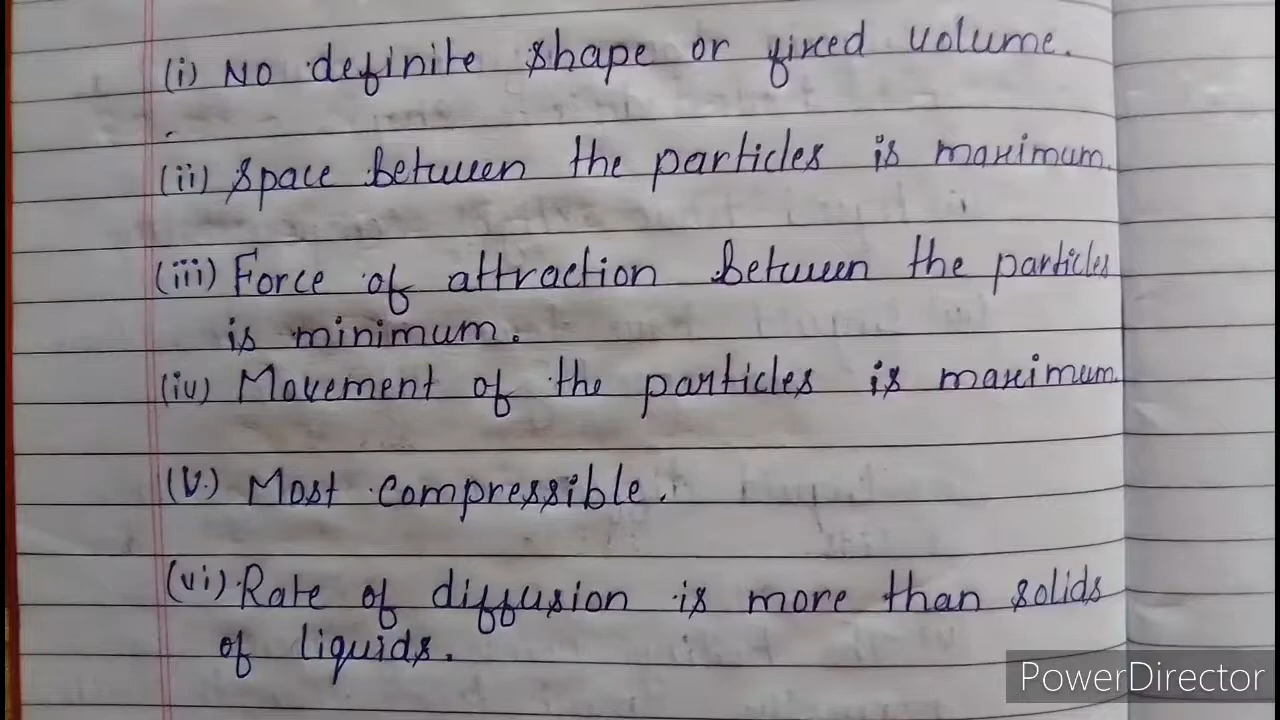 (i) No definite shape or fixed volume.
(ii) Space between the particles is maximum.
(iii) Force of attraction between the particles
is minimum.
(iv) Movement of the particles is maximum
(v.) Most compressible.
(vi) Rate of diffusion is more than solids
of liquids.
PowerDirector